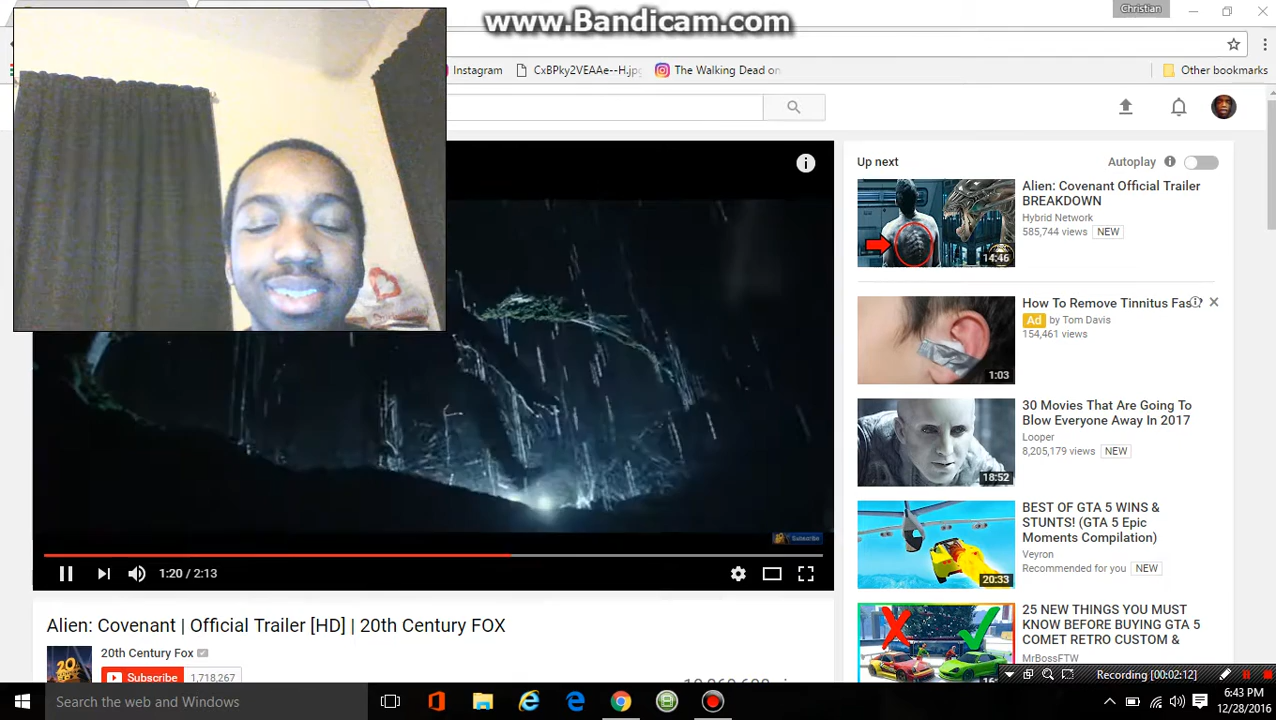 www.Bandicam.com
Christian
Instagram
CxBPky2VEAAe--H.jpg
The Walking Dead on
Other bookmarks
Up next
Autoplay
Alien: Covenant Official Trailer
BREAKDOWN
Hybrid Network
585,744 views NEW
14:46
How To Remove Tinnitus Fast?
Ad by Tom Davis
154,461 views
1:03
30 Movies That Are Going To
Blow Everyone Away In 2017
Looper
8,205,179 views NEW
18:52
BEST OF GTA 5 WINS &
STUNTS! (GTA 5 Epic
Moments Compilation)
Veyron
Recommended for you NEW
20:33
25 NEW THINGS YOU MUST
KNOW BEFORE BUYING GTA 5
COMET RETRO CUSTOM &
MrBossFTW
Subscribe
1:20 / 2:13
Alien: Covenant | Official Trailer [HD] | 20th Century FOX
20th Century Fox
Subscribe 1,718,267
Recording [00:02:12]
Search the web and Windows
6:43 PM
12/28/2016